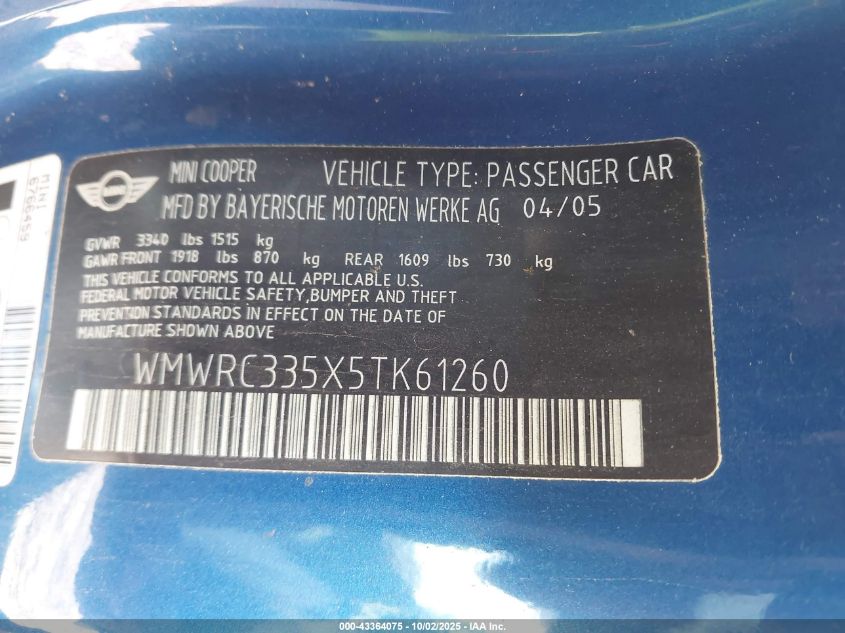 MINI COOPER VEHICLE TYPE: PASSENGER CAR
MFD BY BAYERISCHE MOTOREN WERKE AG 04/05
GVWR 3340 lbs 1515 kg
GAWR FRONT 1918 lbs 870 kg REAR 1609 lbs 730 kg
THIS VEHICLE CONFORMS TO ALL APPLICABLE U.S.
FEDERAL MOTOR VEHICLE SAFETY,BUMPER AND THEFT
PREVENTION STANDARDS IN EFFECT ON THE DATE OF
MANUFACTURE SHOWN ABOVE
WMWRC335X5TK61260
MINI
6766459
000-43364075 - 10/02/2025 - IAA Inc.